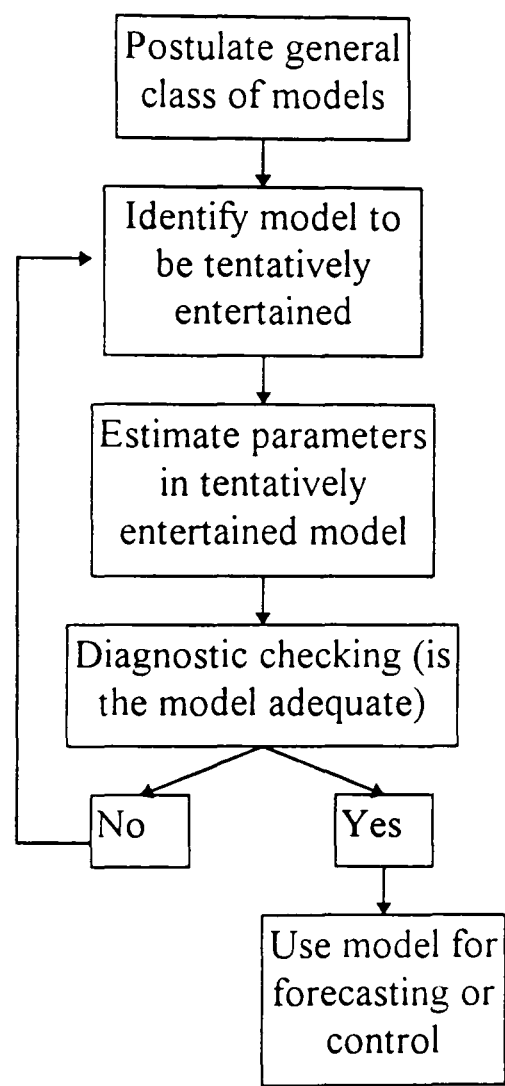 Postulate general
class of models
Identify model to
be tentatively
entertained
Estimate parameters
in tentatively
entertained model
Diagnostic checking (is
the model adequate)
No
Yes
Use model for
forecasting or
control